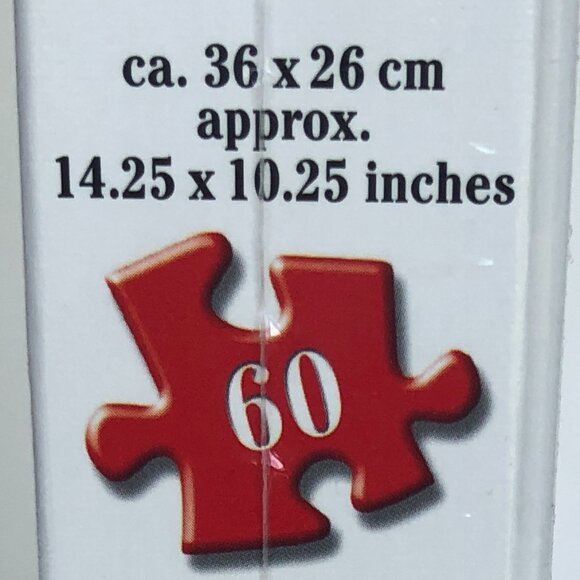 ca. 36 x 26 cm
approx.
14.25 x 10.25 inches
60